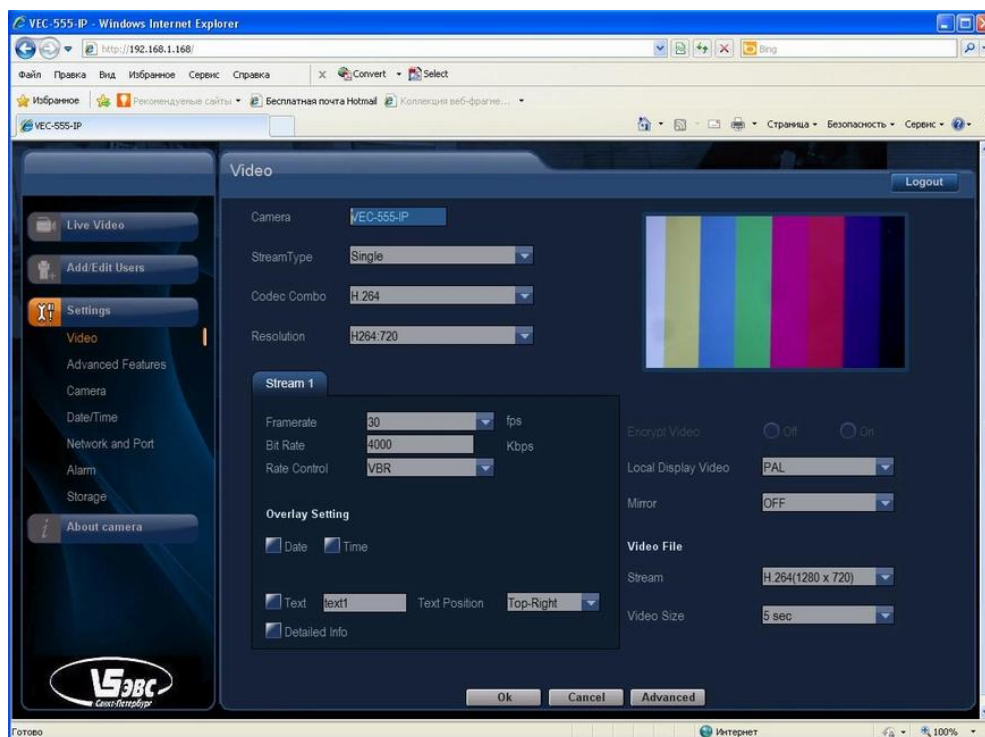 VEC-555-IP - Windows Internet Explorer
http://192.168.1.168/
Bing
Файл Правка Вид Избранное Сервис Справка
x Convert Select
Избранное Рекомендуемые сайты Бесплатная почта Hotmail Коллекция веб-фрагме...
VEC-555-IP
Страница Безопасность Сервис
Video
Logout
Live Video
Add/Edit Users
Settings
Video
Advanced Features
Camera
Date/Time
Network and Port
Alarm
Storage
About camera
Camera VEC-555-IP
StreamType Single
Codec Combo H.264
Resolution H264:720
Stream 1
Framerate 30 fps
Bit Rate 4000 Kbps
Rate Control VBR
Overlay Setting
Date Time
Text text1 Text Position Top-Right
Detailed Info
Encrypt Video Off On
Local Display Video PAL
Mirror OFF
Video File
Stream H.264(1280 x 720)
Video Size 5 sec
Ok Cancel Advanced
ЭВС
Санкт-Петербург
Готово Интернет 100%